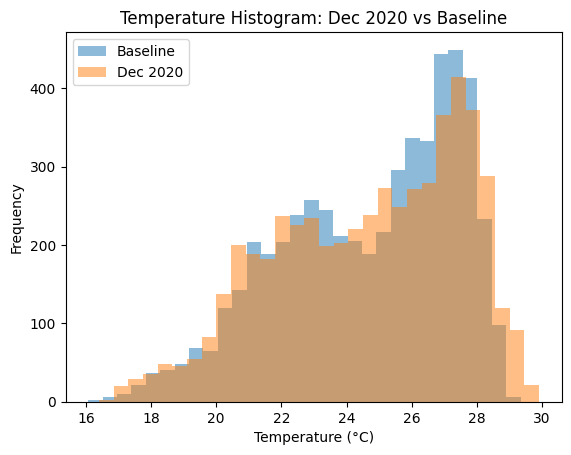 Temperature Histogram: Dec 2020 vs Baseline
Baseline
Dec 2020
400
300
200
100
0
Frequency
16 18 20 22 24 26 28 30
Temperature (°C)